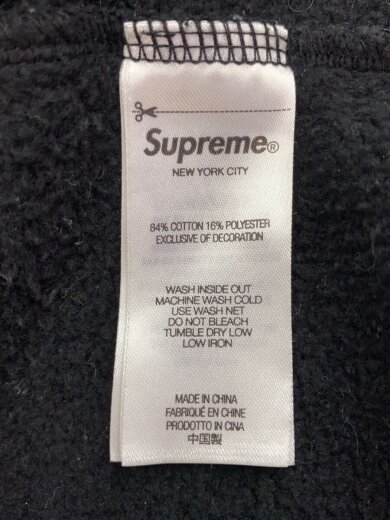 Supreme®
NEW YORK CITY
84% COTTON 16% POLYESTER
EXCLUSIVE OF DECORATION
WASH INSIDE OUT
MACHINE WASH COLD
USE WASH NET
DO NOT BLEACH
TUMBLE DRY LOW
LOW IRON
MADE IN CHINA
FABRIQUÉ EN CHINE
PRODOTTO IN CINA
中国製